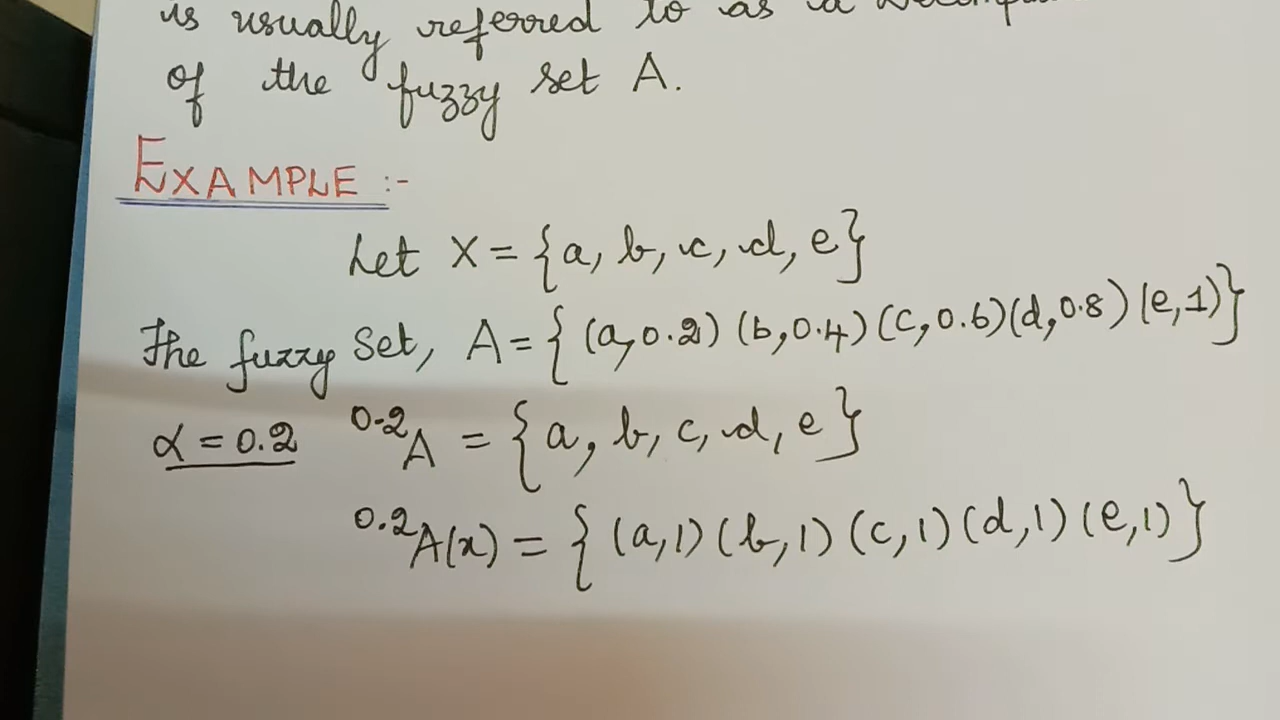 is usually referred to as a
of the fuzzy set A.
EXAMPLE :-
Let X = {a, b, c, d, e}
The fuzzy set, A = { (a, 0.2) (b, 0.4) (c, 0.6) (d, 0.8) (e, 1)}
α = 0.2 ⁰·²A = {a, b, c, d, e}
⁰·²A(x) = { (a, 1) (b, 1) (c, 1) (d, 1) (e, 1)}